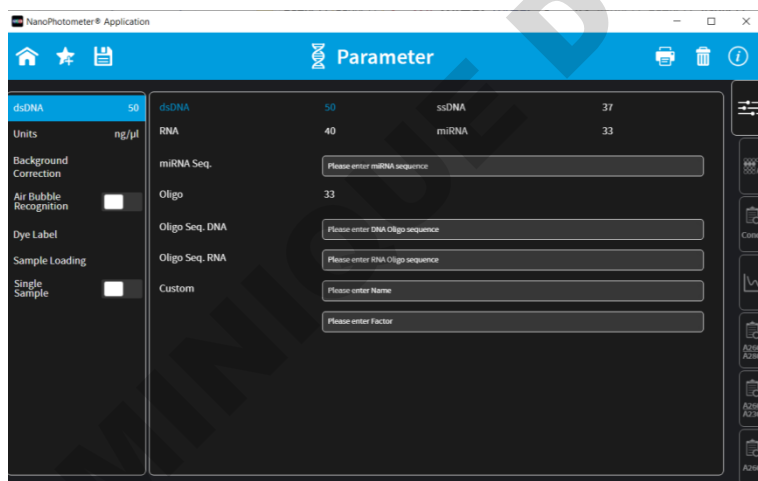 NanoPhotometer® Application
Parameter
dsDNA 50
Units ng/µl
Background
Correction
Air Bubble
Recognition
Dye Label
Sample Loading
Single
Sample
dsDNA 50 ssDNA 37
RNA 40 miRNA 33
miRNA Seq. Please enter miRNA sequence
Oligo 33
Oligo Seq. DNA Please enter DNA Oligo sequence
Oligo Seq. RNA Please enter RNA Oligo sequence
Custom Please enter Name
Please enter Factor
MINIQUE D